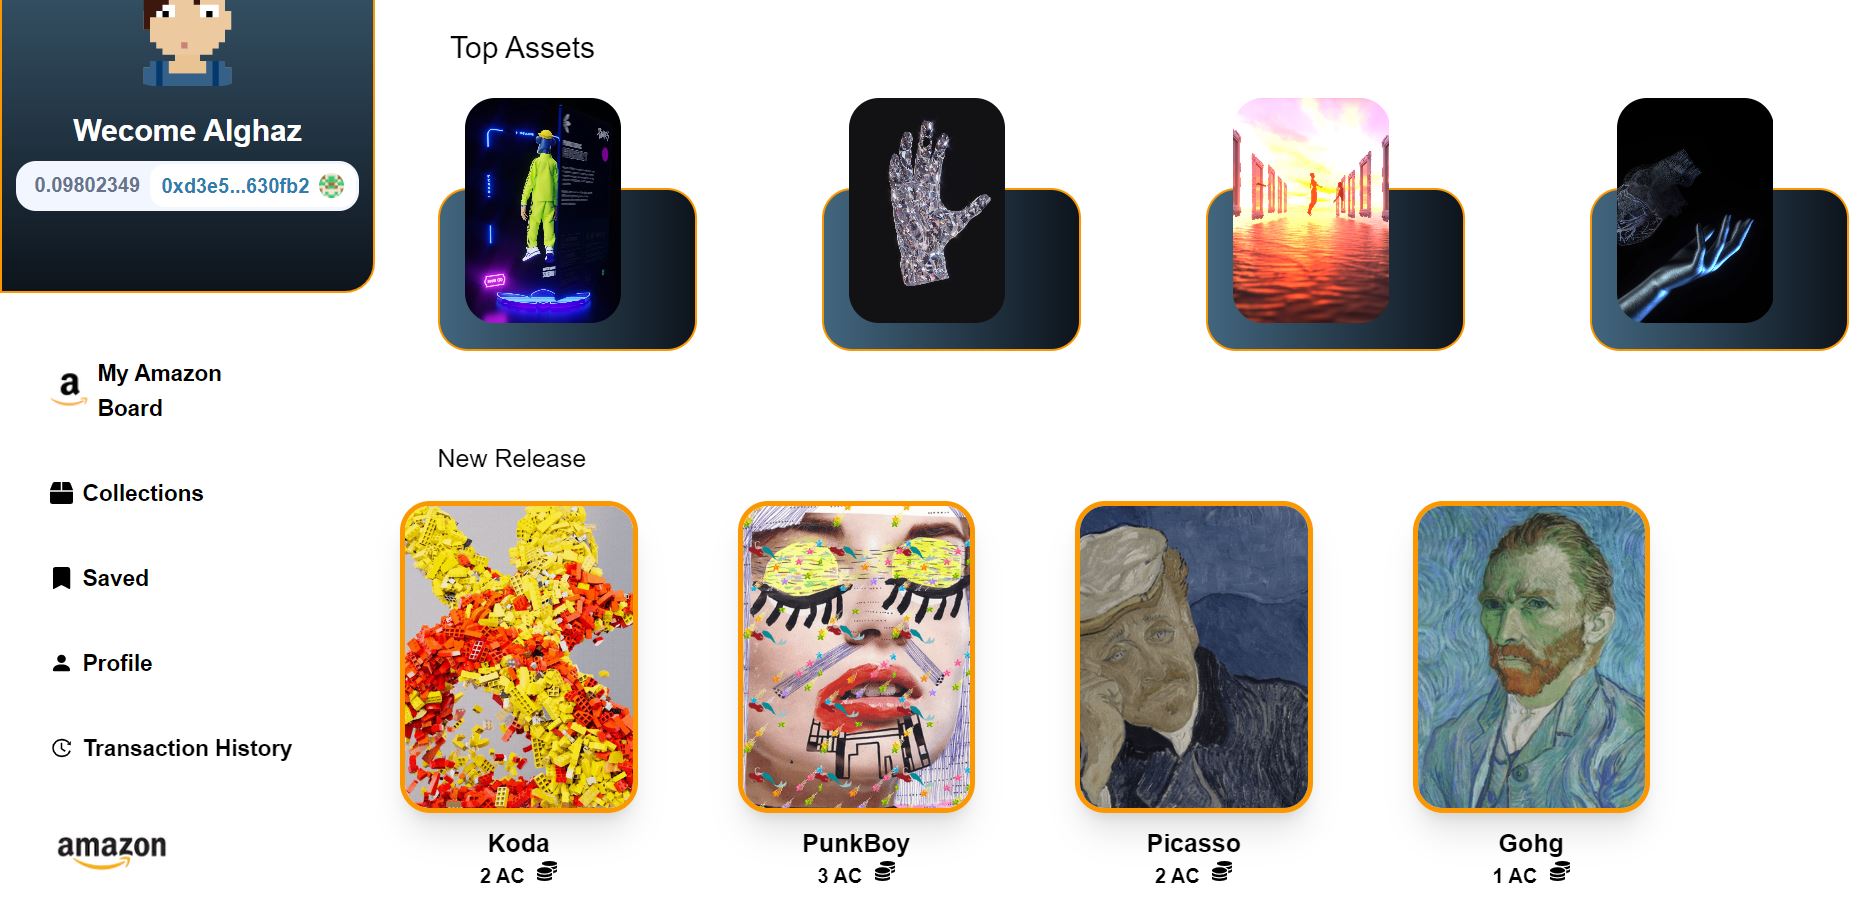 Wecome Alghaz
0.09802349
0xd3e5...630fb2
My Amazon
Board
Collections
Saved
Profile
Transaction History
amazon
Top Assets
New Release
Koda
2 AC
PunkBoy
3 AC
Picasso
2 AC
Gohg
1 AC